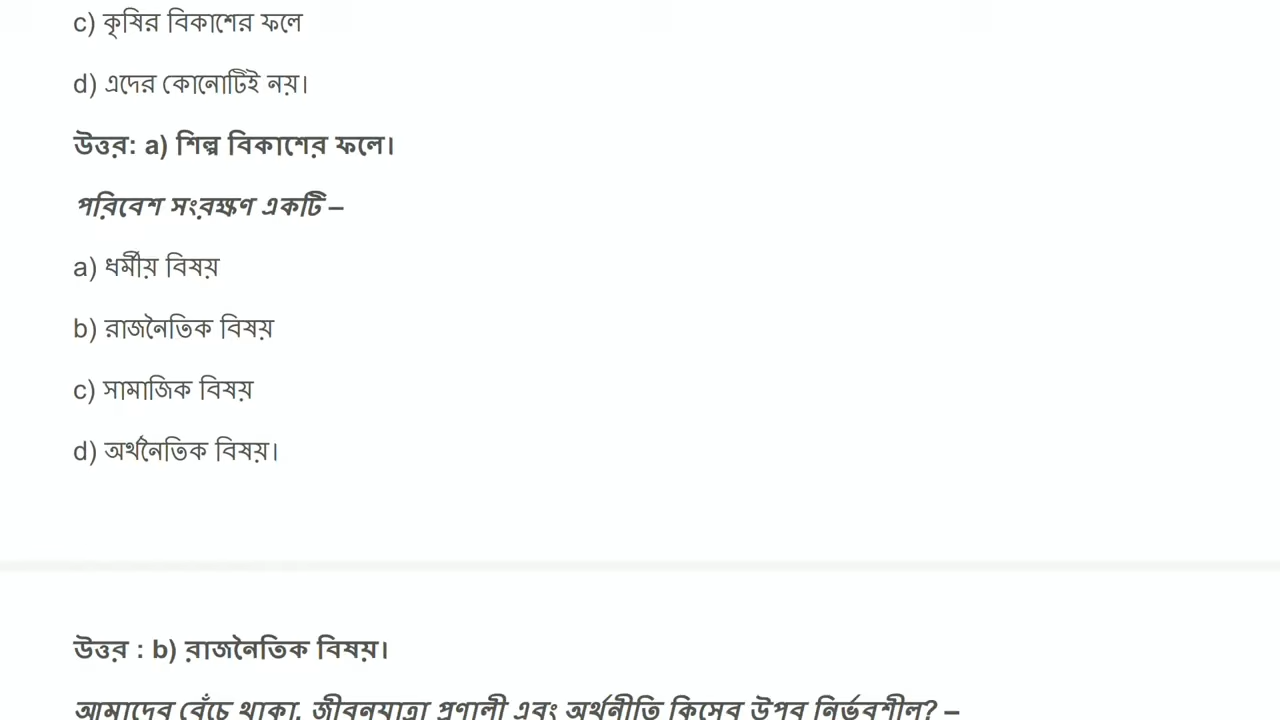 c) কৃষির বিকাশের ফলে
d) এদের কোনোটিই নয়।
উত্তর: a) শিল্প বিকাশের ফলে।
পরিবেশ সংরক্ষণ একটি –
a) ধর্মীয় বিষয়
b) রাজনৈতিক বিষয়
c) সামাজিক বিষয়
d) অর্থনৈতিক বিষয়।
উত্তর : b) রাজনৈতিক বিষয়।
আমাদের বেঁচে থাকা, জীবনযাত্রা প্রণালী এবং অর্থনীতি কিসের উপর নির্ভরশীল? –